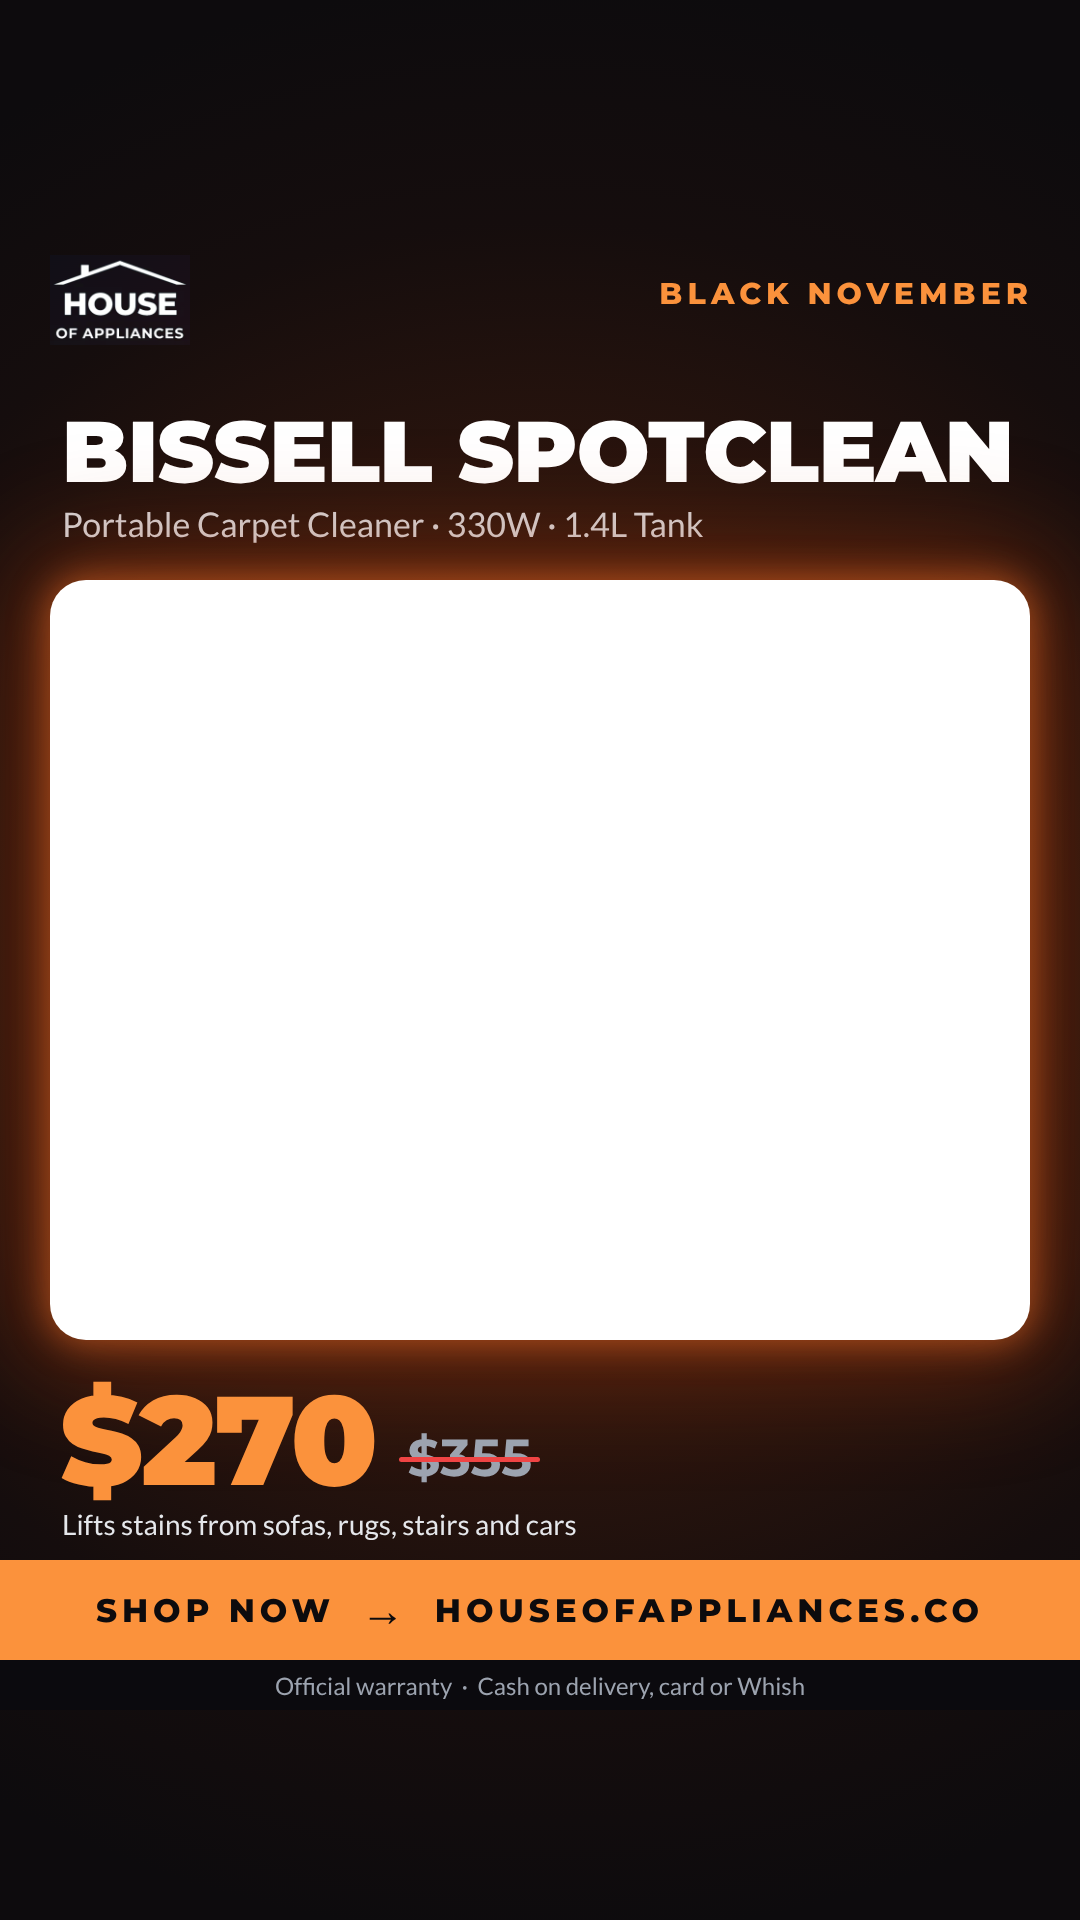 HOUSE
OF APPLIANCES
BLACK NOVEMBER
BISSELL SPOTCLEAN
Portable Carpet Cleaner · 330W · 1.4L Tank
$270 $355
Lifts stains from sofas, rugs, stairs and cars
SHOP NOW → HOUSEOFAPPLIANCES.CO
Official warranty · Cash on delivery, card or Whish